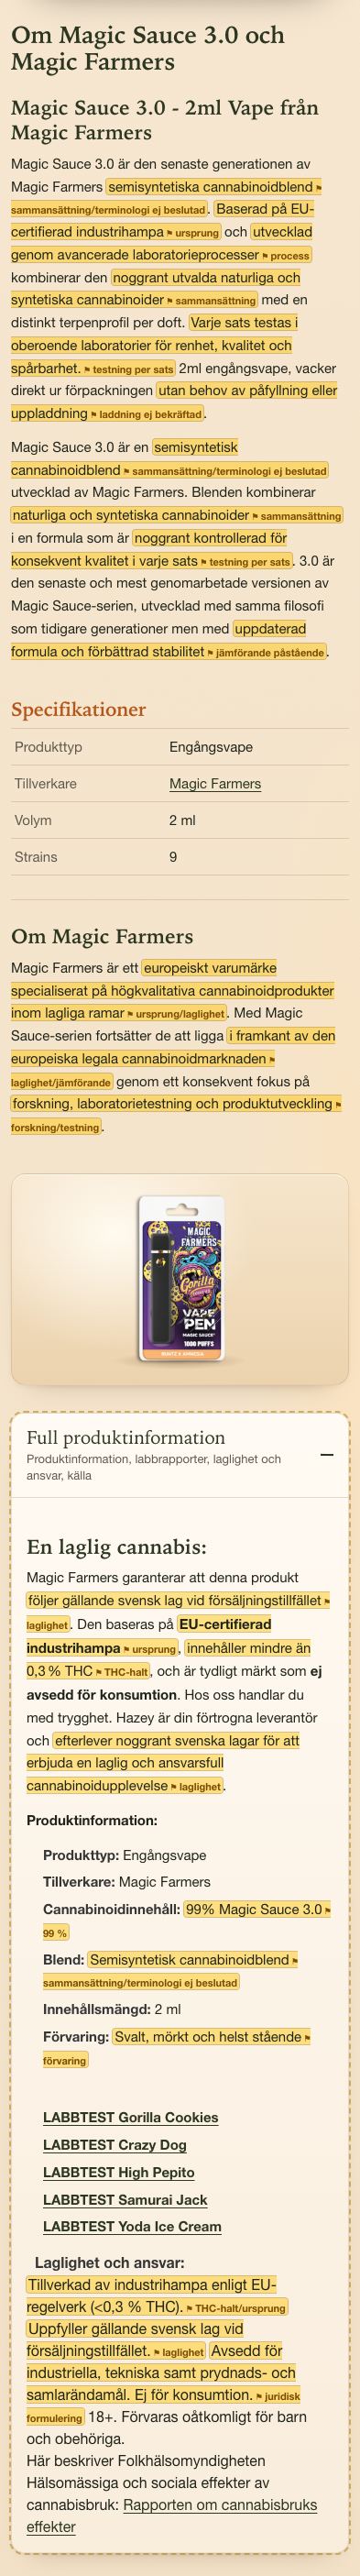 Om Magic Sauce 3.0 och
Magic Farmers
Magic Sauce 3.0 - 2ml Vape från
Magic Farmers
Magic Sauce 3.0 är den senaste generationen av
Magic Farmers semisyntetiska cannabinoidblend ⚑
sammansättning/terminologi ej beslutad. Baserad på EU-
certifierad industrihampa ⚑ ursprung och utvecklad
genom avancerade laboratorieprocesser ⚑ process
kombinerar den noggrant utvalda naturliga och
syntetiska cannabinoider ⚑ sammansättning med en
distinkt terpenprofil per doft. Varje sats testas i
oberoende laboratorier för renhet, kvalitet och
spårbarhet. ⚑ testning per sats 2ml engångsvape, vacker
direkt ur förpackningen utan behov av påfyllning eller
uppladdning ⚑ laddning ej bekräftad.
Magic Sauce 3.0 är en semisyntetisk
cannabinoidblend ⚑ sammansättning/terminologi ej beslutad
utvecklad av Magic Farmers. Blenden kombinerar
naturliga och syntetiska cannabinoider ⚑ sammansättning
i en formula som är noggrant kontrollerad för
konsekvent kvalitet i varje sats ⚑ testning per sats. 3.0 är
den senaste och mest genomarbetade versionen av
Magic Sauce-serien, utvecklad med samma filosofi
som tidigare generationer men med uppdaterad
formula och förbättrad stabilitet ⚑ jämförande påstående.
Specifikationer
Produkttyp Engångsvape
Tillverkare Magic Farmers
Volym 2 ml
Strains 9
Om Magic Farmers
Magic Farmers är ett europeiskt varumärke
specialiserat på högkvalitativa cannabinoidprodukter
inom lagliga ramar ⚑ ursprung/laglighet. Med Magic
Sauce-serien fortsätter de att ligga i framkant av den
europeiska legala cannabinoidmarknaden ⚑
laglighet/jämförande genom ett konsekvent fokus på
forskning, laboratorietestning och produktutveckling ⚑
forskning/testning.
MAGIC
FARMERS
Gorilla
VAPE
PEN
MAGIC SAUCE
1000 PUFFS
Full produktinformation
Produktinformation, labbrapporter, laglighet och
ansvar, källa
En laglig cannabis:
Magic Farmers garanterar att denna produkt
följer gällande svensk lag vid försäljningstillfället ⚑
laglighet. Den baseras på EU-certifierad
industrihampa ⚑ ursprung, innehåller mindre än
0,3 % THC ⚑ THC-halt, och är tydligt märkt som ej
avsedd för konsumtion. Hos oss handlar du
med trygghet. Hazey är din förtrogna leverantör
och efterlever noggrant svenska lagar för att
erbjuda en laglig och ansvarsfull
cannabinoidupplevelse ⚑ laglighet.
Produktinformation:
Produkttyp: Engångsvape
Tillverkare: Magic Farmers
Cannabinoidinnehåll: 99% Magic Sauce 3.0 ⚑
99 %
Blend: Semisyntetisk cannabinoidblend ⚑
sammansättning/terminologi ej beslutad
Innehållsmängd: 2 ml
Förvaring: Svalt, mörkt och helst stående ⚑
förvaring
LABBTEST Gorilla Cookies
LABBTEST Crazy Dog
LABBTEST High Pepito
LABBTEST Samurai Jack
LABBTEST Yoda Ice Cream
Laglighet och ansvar:
Tillverkad av industrihampa enligt EU-
regelverk (<0,3 % THC). ⚑ THC-halt/ursprung
Uppfyller gällande svensk lag vid
försäljningstillfället. ⚑ laglighet Avsedd för
industriella, tekniska samt prydnads- och
samlarändamål. Ej för konsumtion. ⚑ juridisk
formulering 18+. Förvaras oåtkomligt för barn
och obehöriga.
Här beskriver Folkhälsomyndigheten
Hälsomässiga och sociala effekter av
cannabisbruk: Rapporten om cannabisbruks
effekter